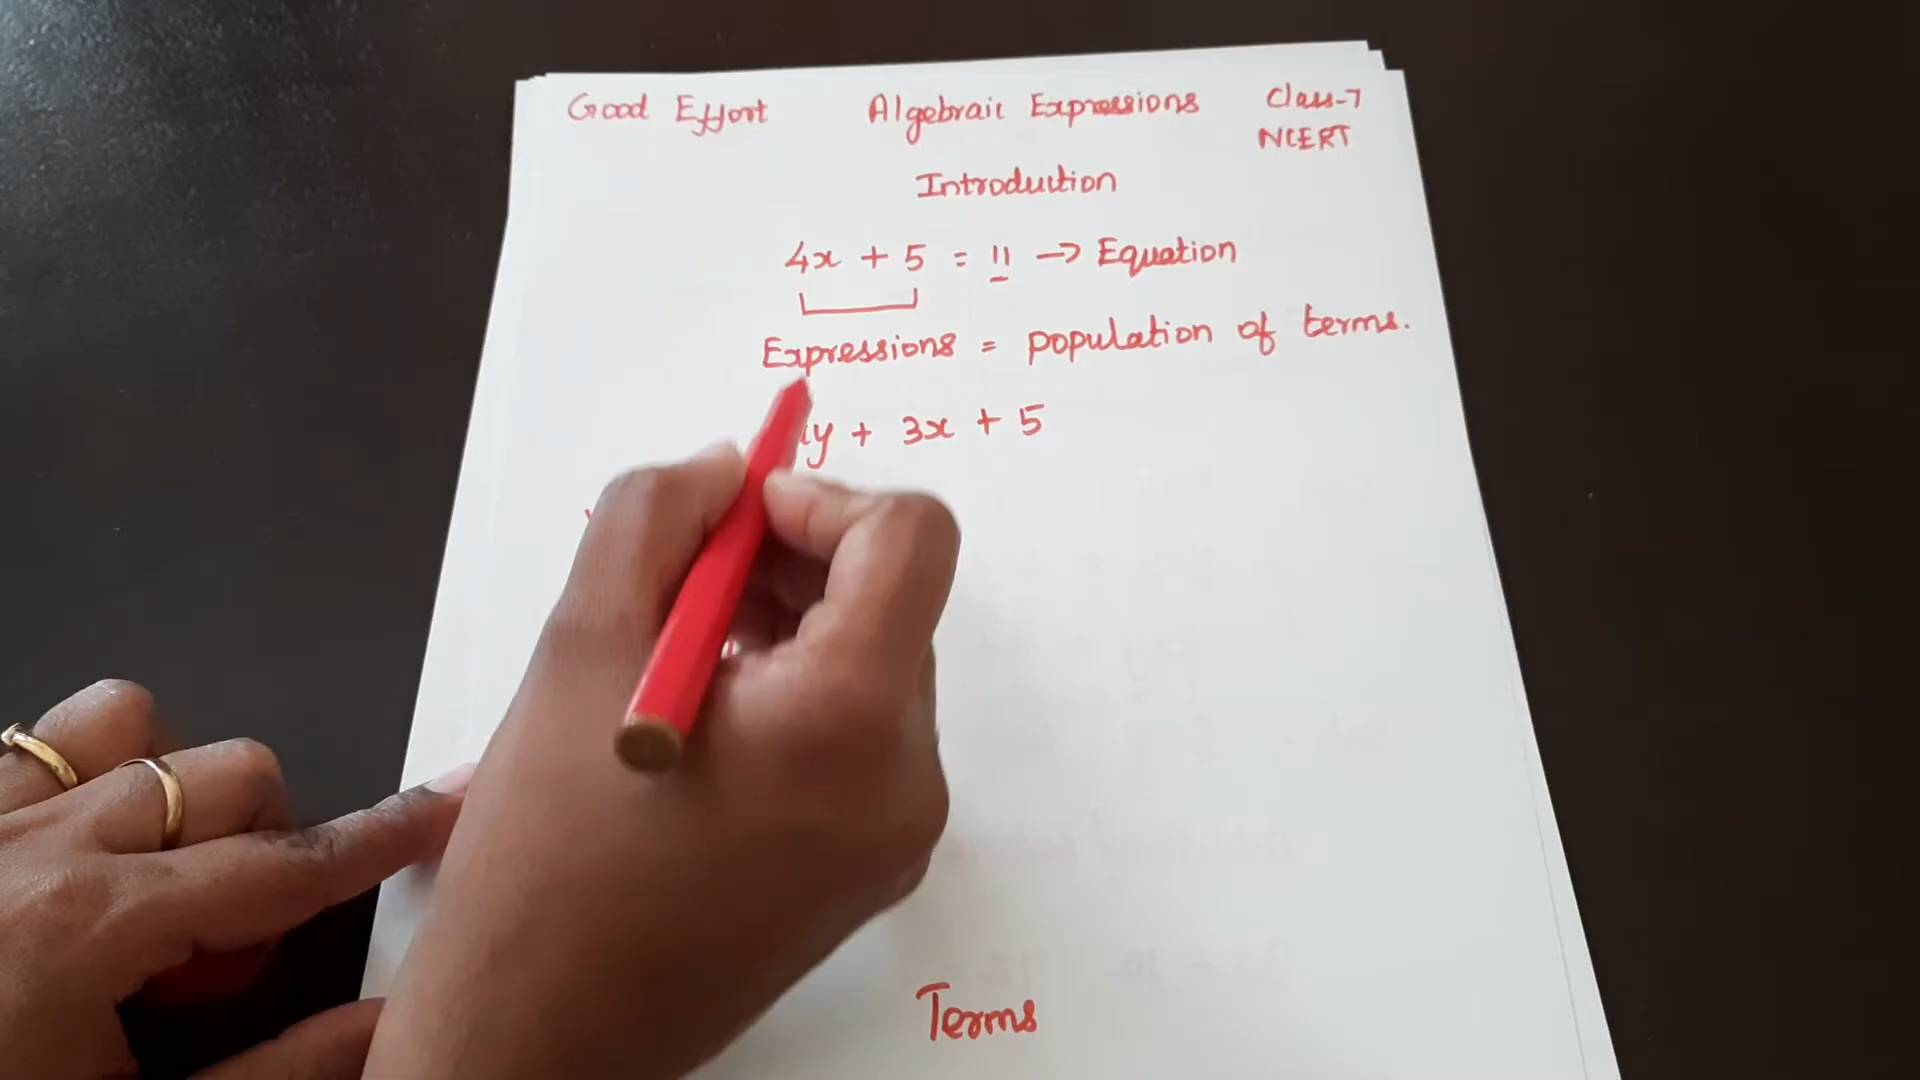 Good Effort Algebraic Expressions Class-7
NCERT
Introduction
4x + 5 = 11 -> Equation
Expressions = population of terms.
y + 3x + 5
Terms